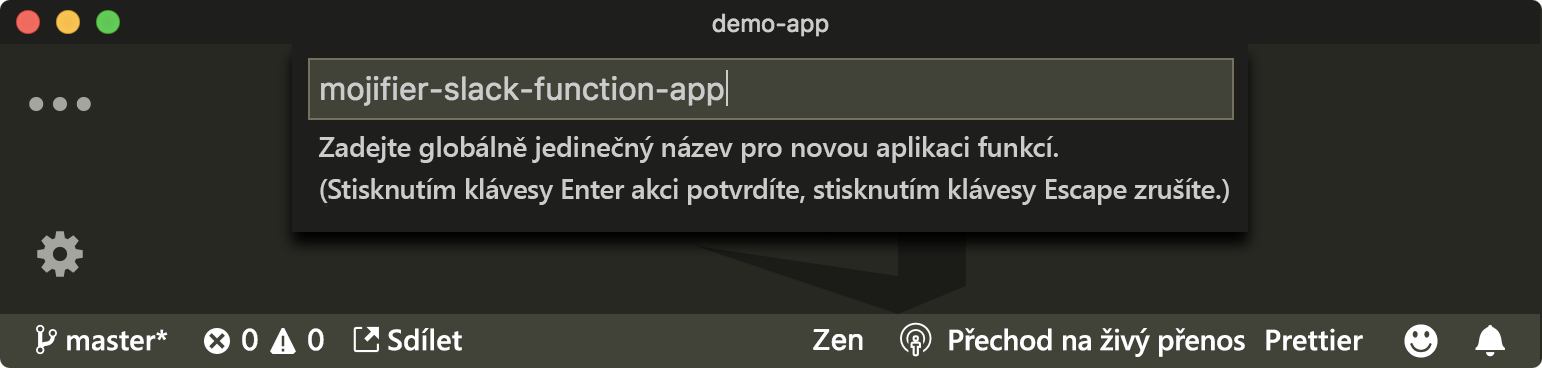 demo-app
mojifier-slack-function-app
Zadejte globálně jedinečný název pro novou aplikaci funkcí.
(Stisknutím klávesy Enter akci potvrdíte, stisknutím klávesy Escape zrušíte.)
master* 0 0 Sdílet Zen Přechod na živý přenos Prettier